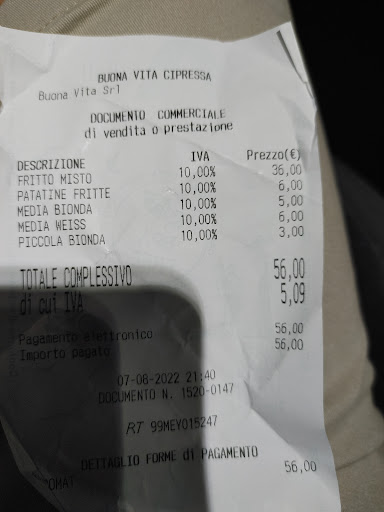 BUONA VITA CIPRESSA
Buona Vita Srl
DOCUMENTO COMMERCIALE
di vendita o prestazione
DESCRIZIONE IVA Prezzo(€)
FRITTO MISTO 10,00% 36,00
PATATINE FRITTE 10,00% 6,00
MEDIA BIONDA 10,00% 5,00
MEDIA WEISS 10,00% 6,00
PICCOLA BIONDA 10,00% 3,00
TOTALE COMPLESSIVO 56,00
di cui IVA 5,09
Pagamento elettronico 56,00
Importo pagato 56,00
07-08-2022 21:40
DOCUMENTO N. 1520-0147
RT 99MEY015247
DETTAGLIO FORME di PAGAMENTO
56,00